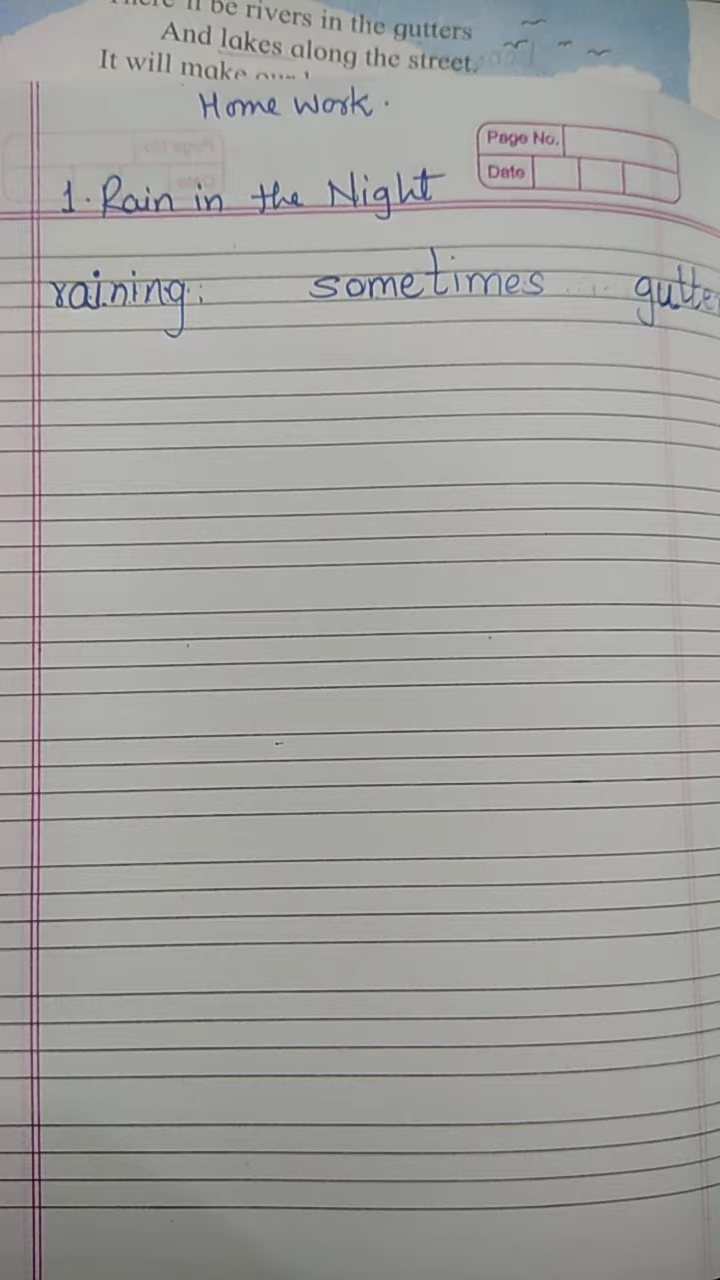 be rivers in the gutters
And lakes along the street.
It will make
Home Work.
Page No.
Date
1. Rain in the Night
raining. sometimes gutte